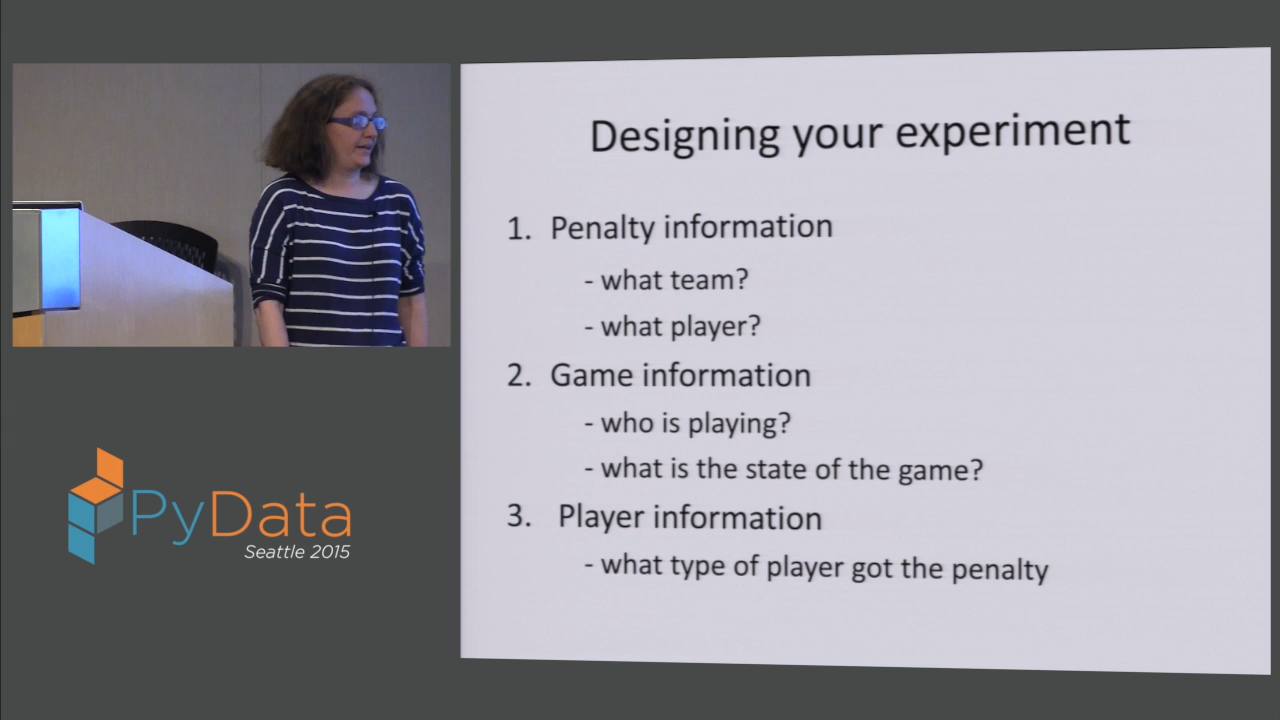 Designing your experiment
1. Penalty information
- what team?
- what player?
2. Game information
- who is playing?
- what is the state of the game?
3. Player information
- what type of player got the penalty
PyData
Seattle 2015